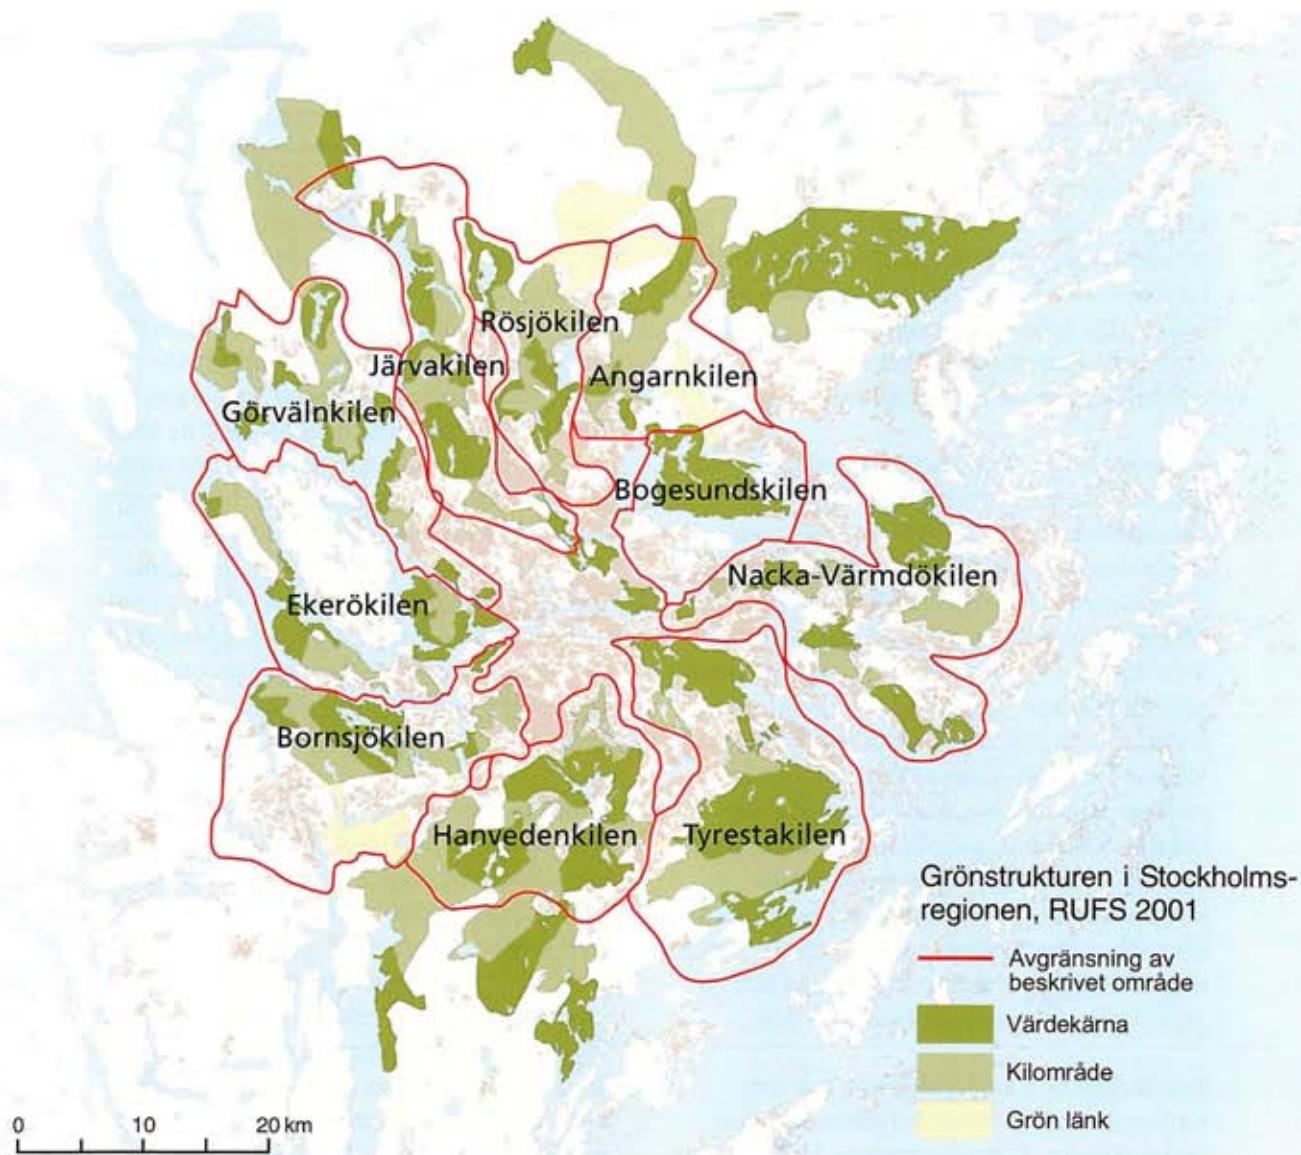 Rösjökilen
Järvakilen
Angarnkilen
Görvälnkilen
Bogesundskilen
Nacka-Värmdökilen
Ekerökilen
Bornsjökilen
Hanvedenkilen
Tyrestakilen
Grönstrukturen i Stockholms-
regionen, RUFS 2001
Avgränsning av
beskrivet område
Värdekärna
Kilområde
Grön länk
0 10 20 km